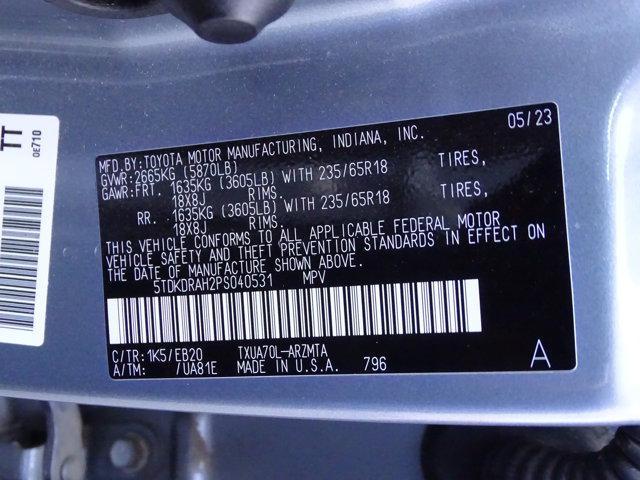 TT
0E710
05/23
MFD.BY:TOYOTA MOTOR MANUFACTURING, INDIANA, INC.
GVWR:2665KG (5870LB)
GAWR:FRT. 1635KG (3605LB) WITH 235/65R18 TIRES,
18X8J RIMS.
RR. 1635KG (3605LB) WITH 235/65R18 TIRES,
18X8J RIMS.
THIS VEHICLE CONFORMS TO ALL APPLICABLE FEDERAL MOTOR
VEHICLE SAFETY AND THEFT PREVENTION STANDARDS IN EFFECT ON
THE DATE OF MANUFACTURE SHOWN ABOVE.
5TDKDRAH2PS040531 MPV
C/TR:1K5/EB20 TXUA70L-ARZMTA
A/TM: /UA81E MADE IN U.S.A. 796
A